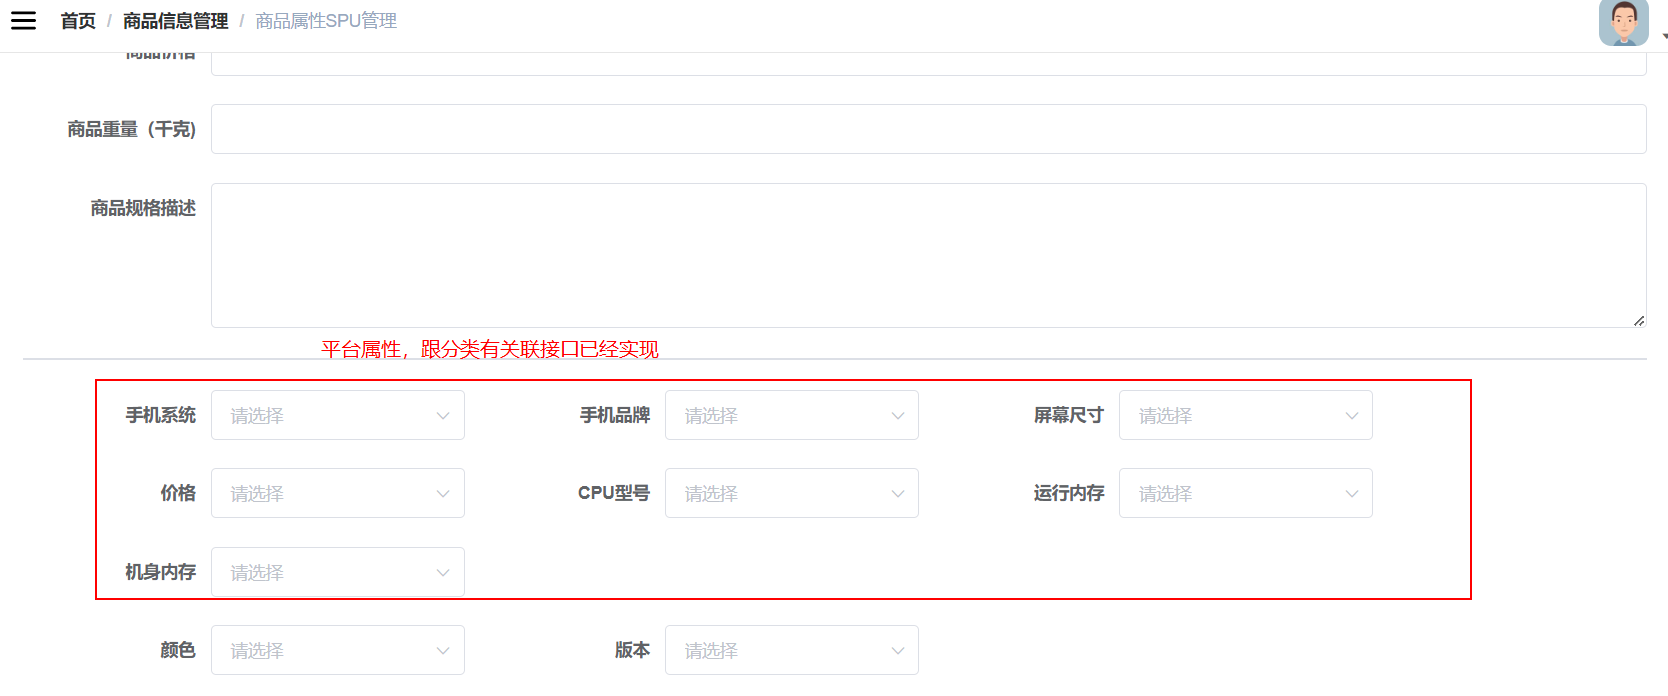 首页 / 商品信息管理 / 商品属性SPU管理
商品价格
商品重量（千克)
商品规格描述
平台属性，跟分类有关联接口已经实现
手机系统 请选择 手机品牌 请选择 屏幕尺寸 请选择
价格 请选择 CPU型号 请选择 运行内存 请选择
机身内存 请选择
颜色 请选择 版本 请选择